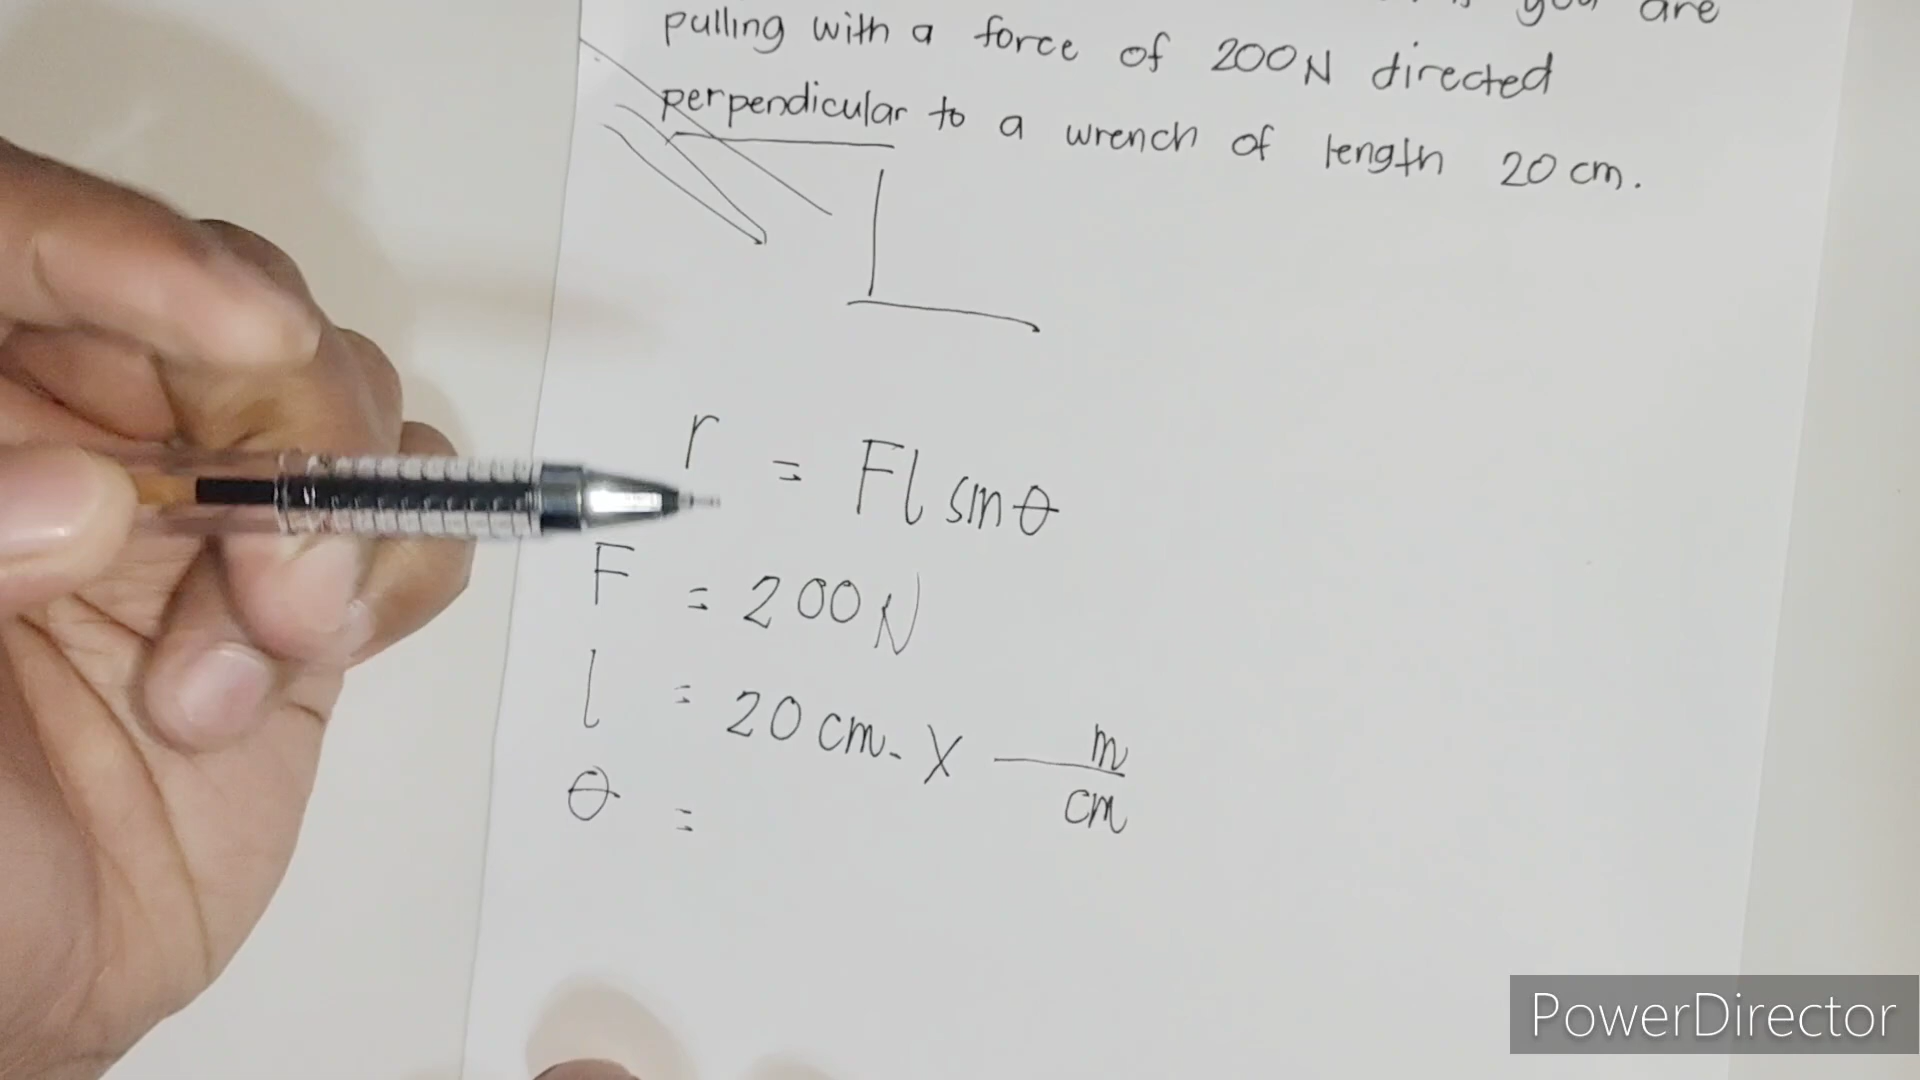 you are
pulling with a force of 200N directed
perpendicular to a wrench of length 20 cm.
r = Fl sinθ
F = 200N
l = 20 cm. X m
cm
θ =
PowerDirector